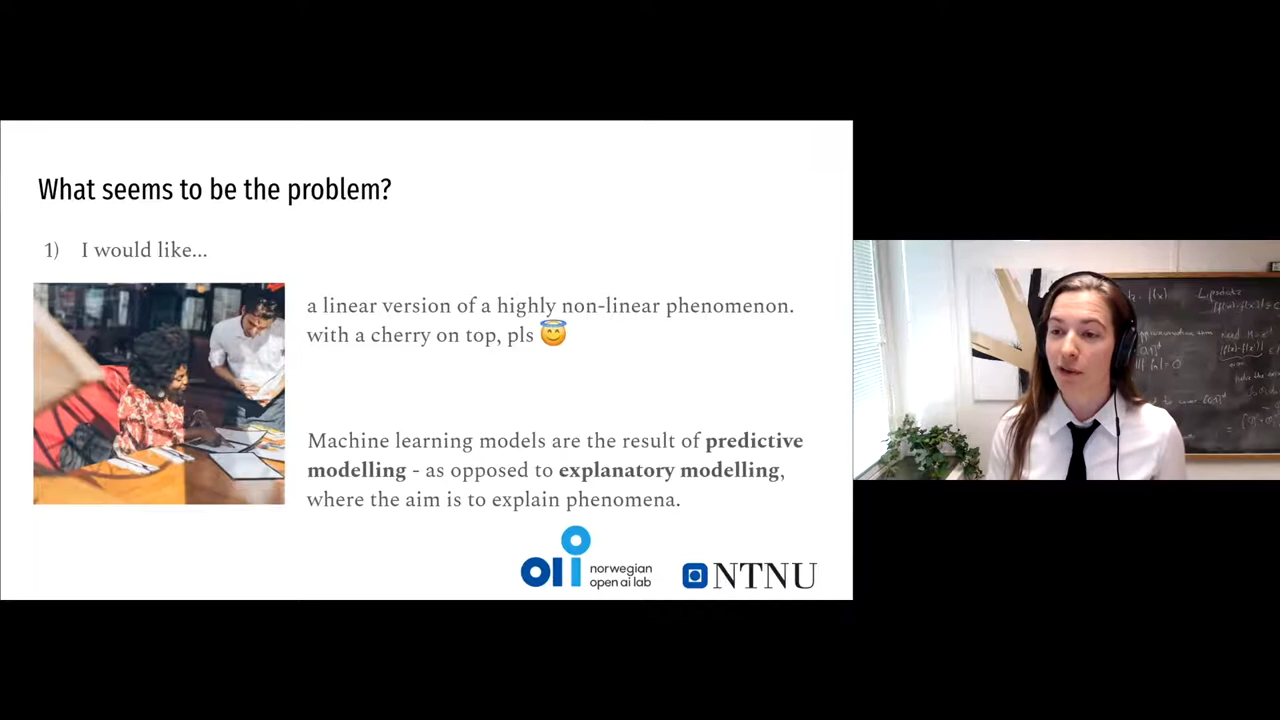 What seems to be the problem?
1) I would like...
a linear version of a highly non-linear phenomenon.
with a cherry on top, pls 😇
Machine learning models are the result of predictive
modelling - as opposed to explanatory modelling,
where the aim is to explain phenomena.
norwegian
open ai lab
NTNU